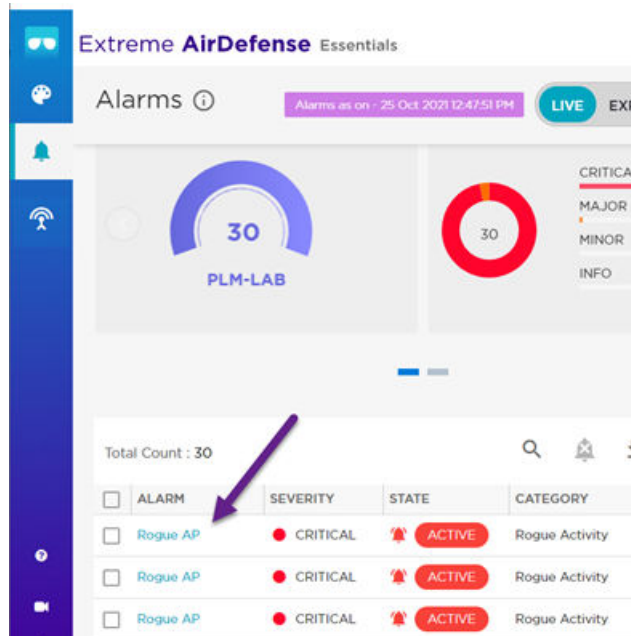 Extreme AirDefense Essentials
Alarms
Alarms as on - 25 Oct 2021 12:47:51 PM
LIVE
30
PLM-LAB
30
CRITICA
MAJOR
MINOR
INFO
Total Count : 30
ALARM SEVERITY STATE CATEGORY
Rogue AP CRITICAL ACTIVE Rogue Activity
Rogue AP CRITICAL ACTIVE Rogue Activity
Rogue AP CRITICAL ACTIVE Rogue Activity